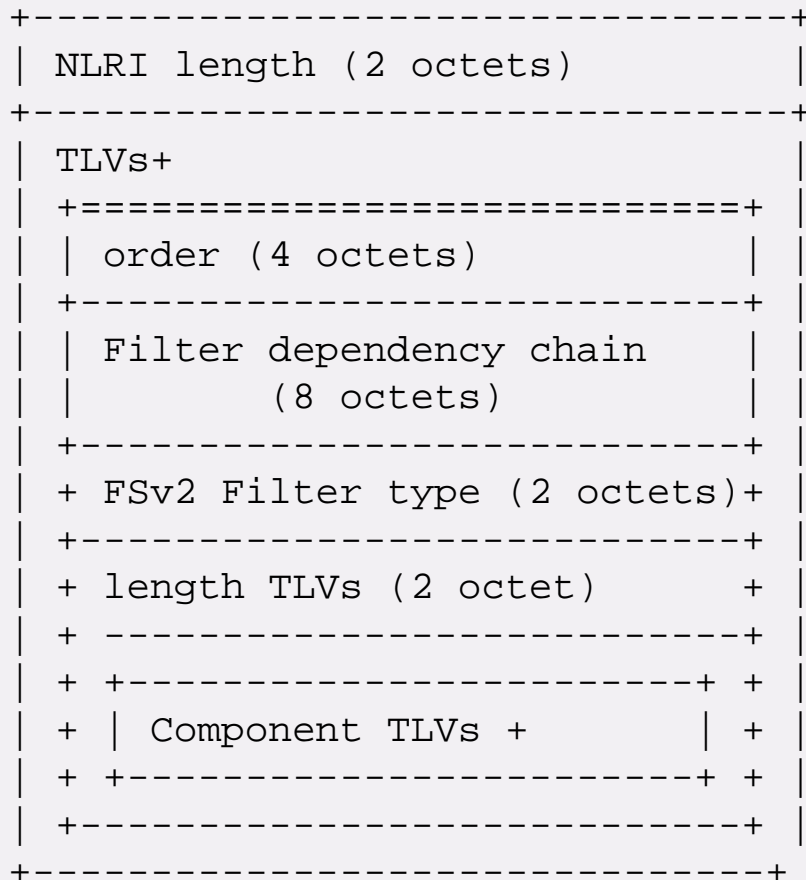 +--------------------------------+
| NLRI length (2 octets)         |
+--------------------------------+
| TLVs+                          |
| +============================+ |
| | order (4 octets)           | |
| +----------------------------+ |
| | Filter dependency chain    | |
| |        (8 octets)          | |
| +----------------------------+ |
| + FSv2 Filter type (2 octets)+ |
| +----------------------------+ |
| + length TLVs (2 octet)      + |
| + ---------------------------+ |
| + +------------------------+ + |
| + | Component TLVs +       | + |
| + +------------------------+ + |
| +----------------------------+ |
+-------------------------------+